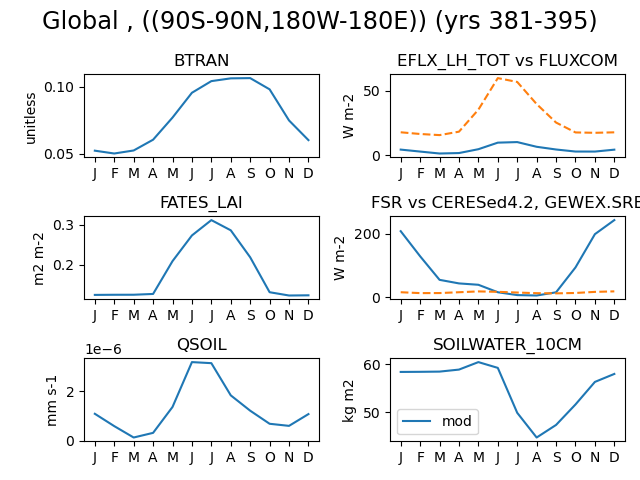 Global , ((90S-90N,180W-180E)) (yrs 381-395)
BTRAN
unitless
0.10
0.05
J F M A M J J A S O N D
EFLX_LH_TOT vs FLUXCOM
W m-2
50
0
J F M A M J J A S O N D
FATES_LAI
m2 m-2
0.3
0.2
J F M A M J J A S O N D
FSR vs CERESed4.2, GEWEX.SRB
W m-2
200
0
J F M A M J J A S O N D
QSOIL
1e−6
mm s-1
2
0
J F M A M J J A S O N D
SOILWATER_10CM
kg m2
60
50
mod
J F M A M J J A S O N D